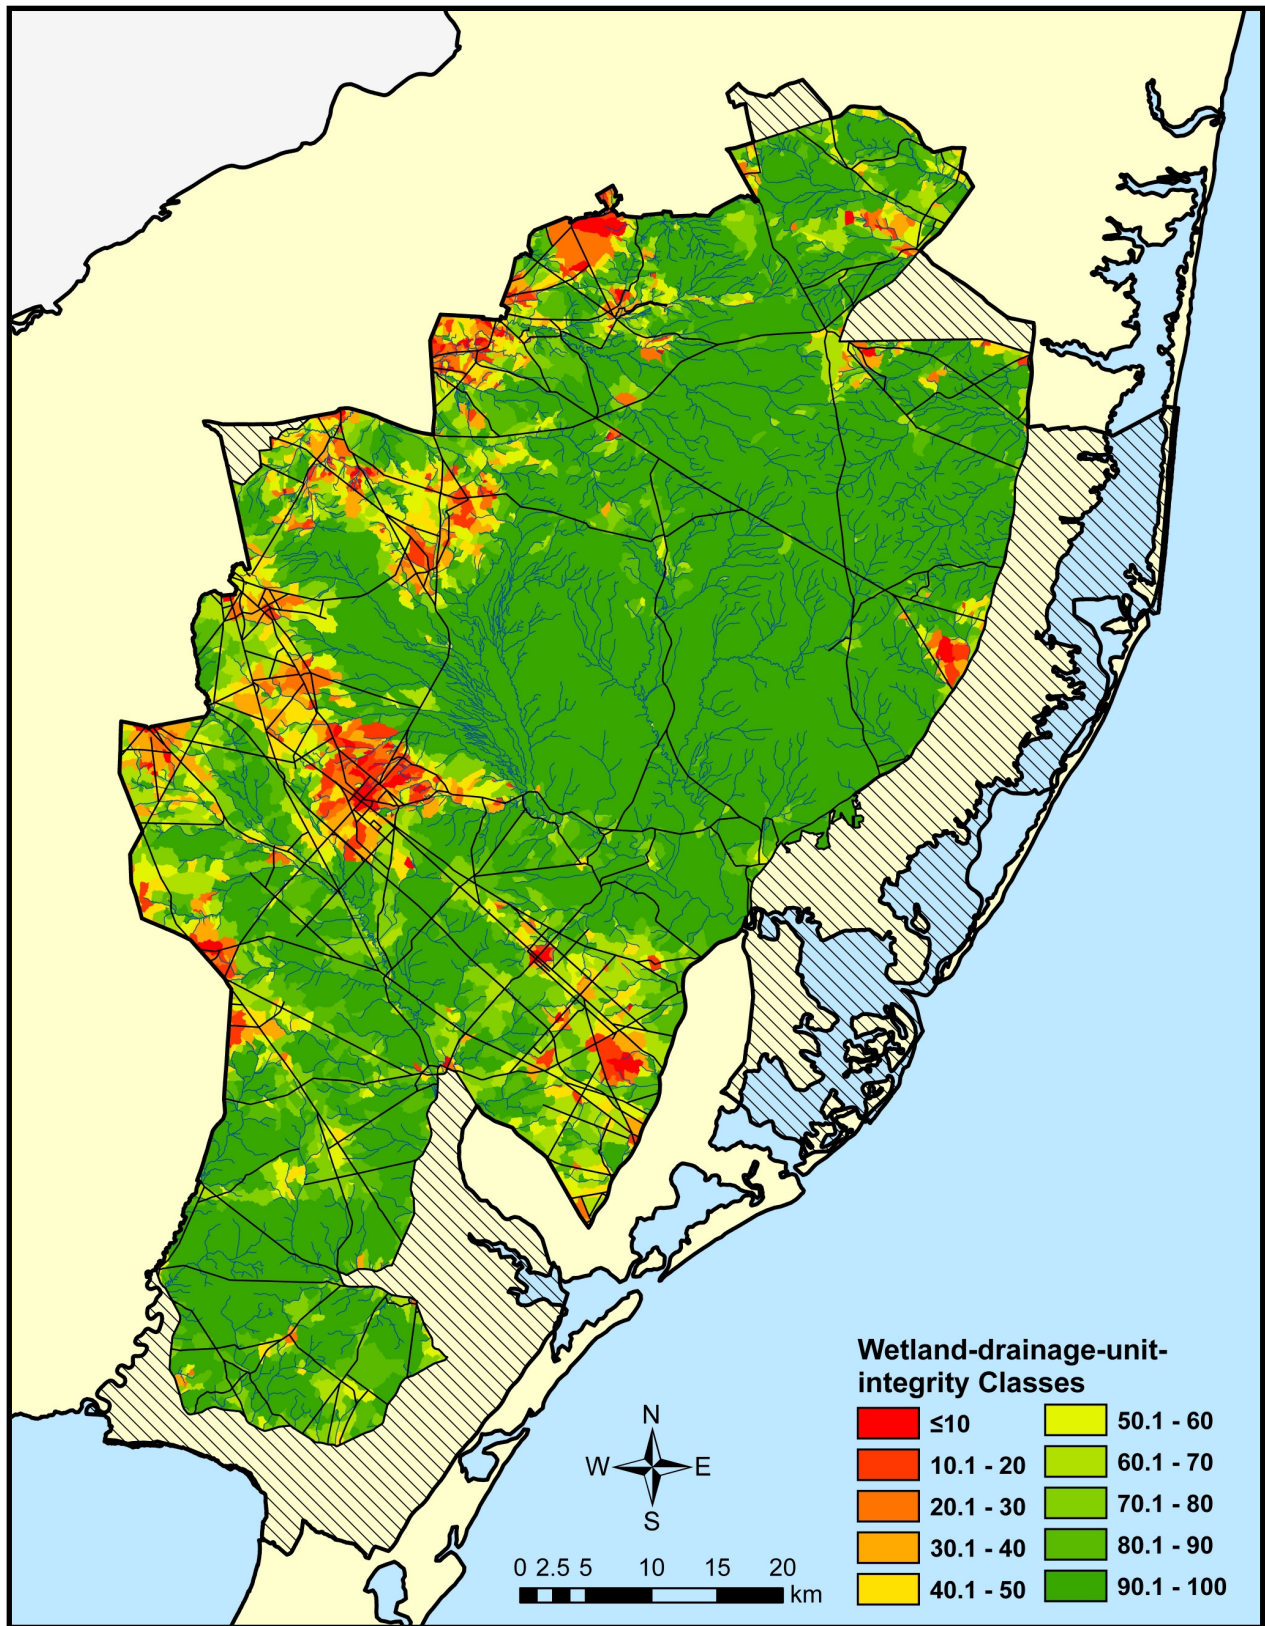 Wetland-drainage-unit-
integrity Classes
≤10
10.1 - 20
20.1 - 30
30.1 - 40
40.1 - 50
50.1 - 60
60.1 - 70
70.1 - 80
80.1 - 90
90.1 - 100
N
W E
S
0 2.5 5 10 15 20
km